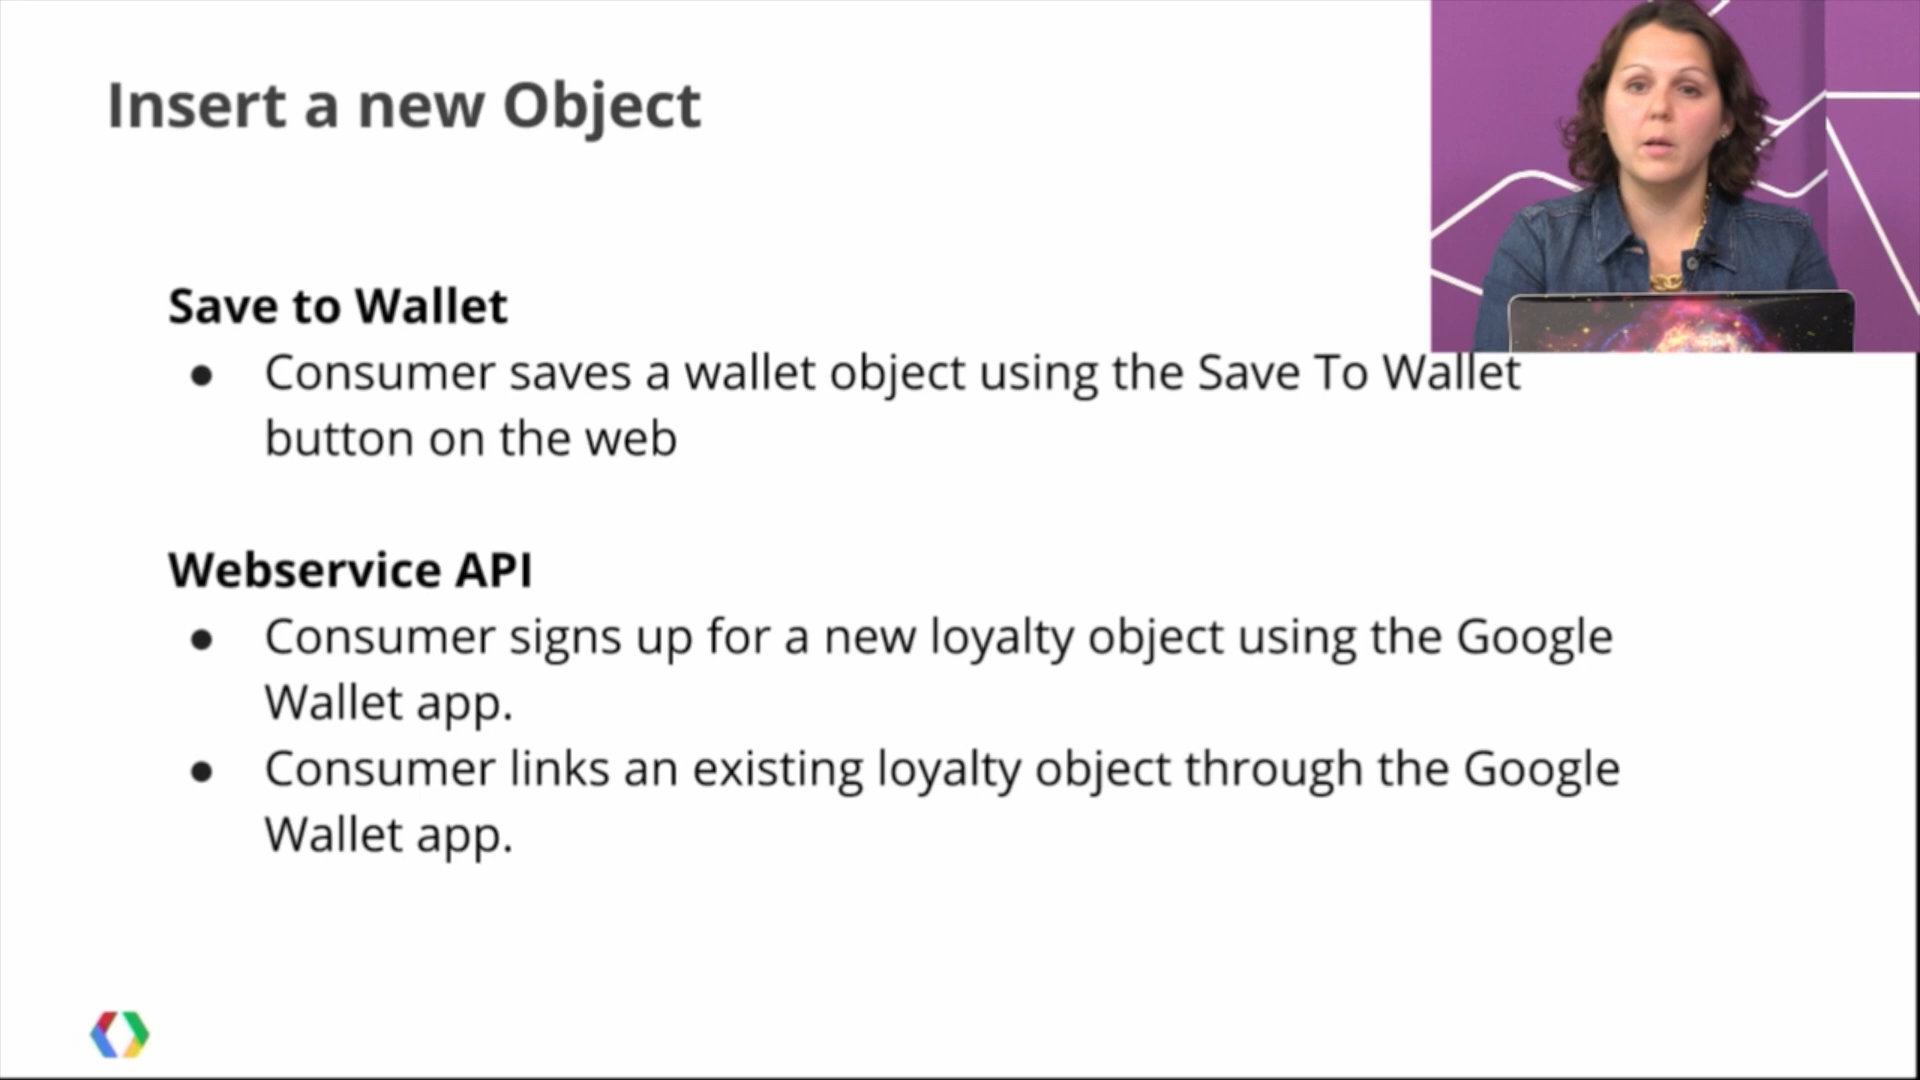 Insert a new Object
Save to Wallet
● Consumer saves a wallet object using the Save To Wallet
button on the web
Webservice API
● Consumer signs up for a new loyalty object using the Google
Wallet app.
● Consumer links an existing loyalty object through the Google
Wallet app.